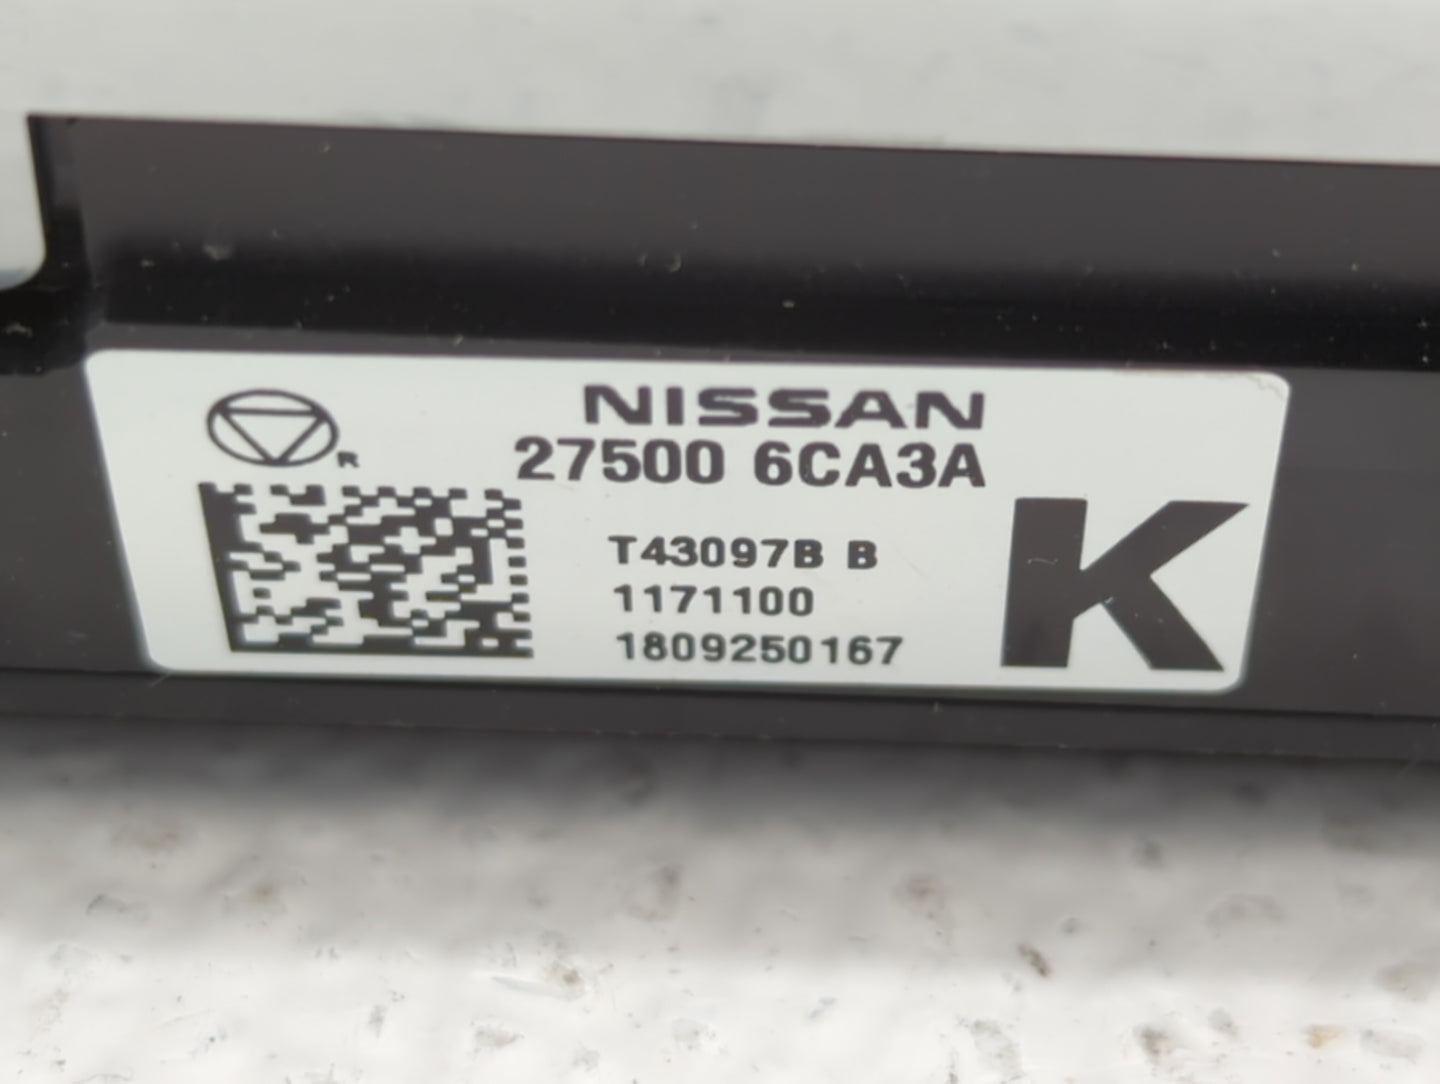 NISSAN
27500 6CA3A
R
T43097B B
1171100
1809250167
K